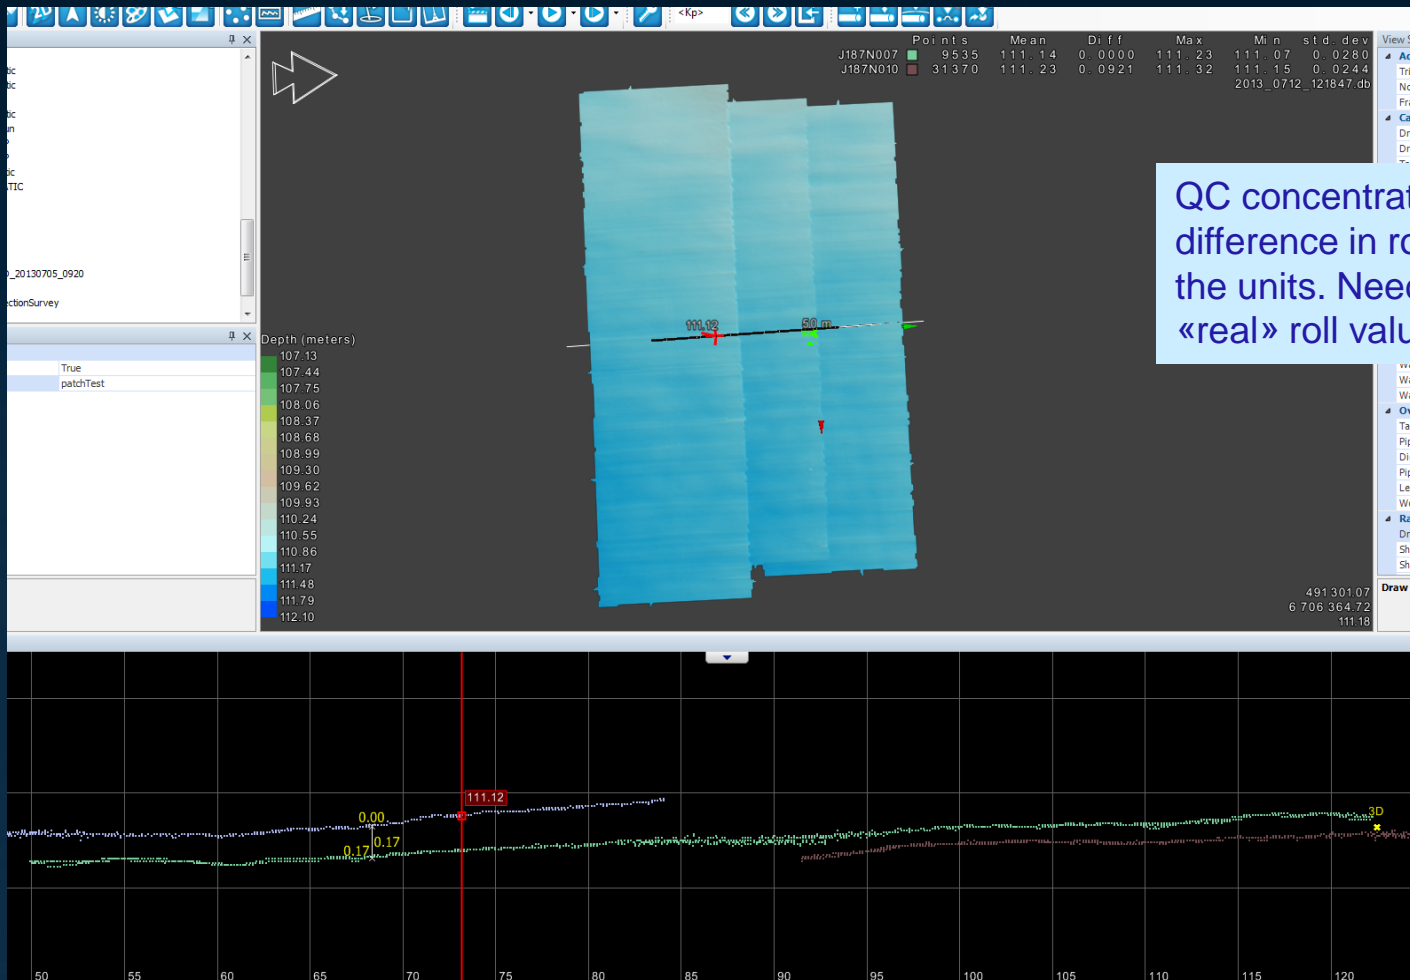 <Kp>
Points Mean Diff Max Min std.dev
J187N007 9535 111.14 0.0000 111.23 111.07 0.0280
J187N010 31370 111.23 0.0921 111.32 111.15 0.0244
2013_0712_121847.db
_20130705_0920
ectionSurvey
True
patchTest
Depth (meters)
107.13
107.44
107.75
108.06
108.37
108.68
108.99
109.30
109.62
109.93
110.24
110.55
110.86
111.17
111.48
111.79
112.10
111.12
50 m
491 301.07
6 706 364.72
111.18
View S
QC concentrat
difference in ro
the units. Need
«real» roll valu
Draw
111.12
0.00
0.17
0.17
3D
50 55 60 65 70 75 80 85 90 95 100 105 110 115 120